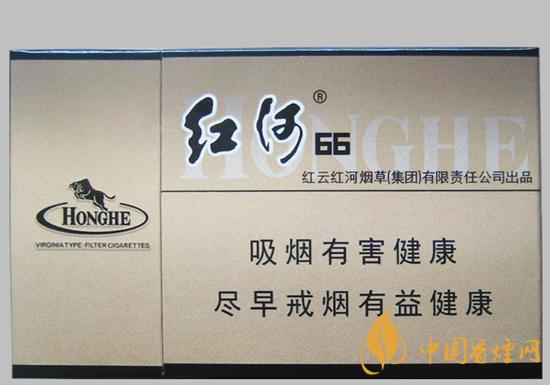 HONGHE
VIRGINIA TYPE·FILTER CIGARETTES
HONGHE
红河®66
红云红河烟草(集团)有限责任公司出品
吸烟有害健康
尽早戒烟有益健康
中国香烟网